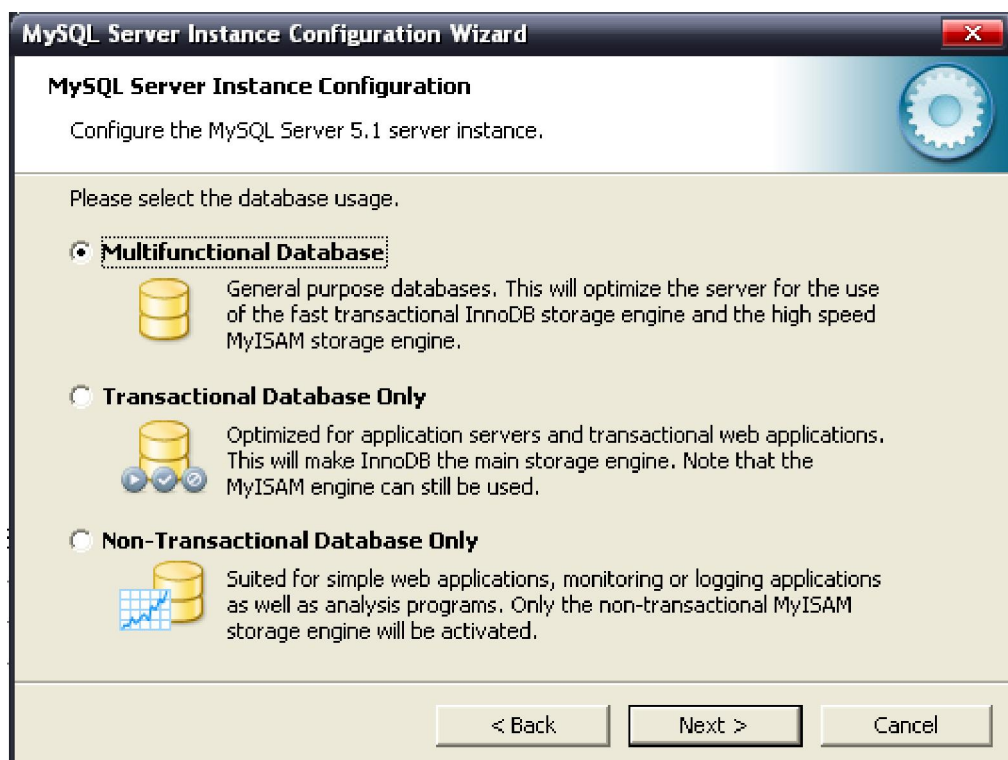 MySQL Server Instance Configuration Wizard
MySQL Server Instance Configuration
Configure the MySQL Server 5.1 server instance.
Please select the database usage.
Multifunctional Database
General purpose databases. This will optimize the server for the use
of the fast transactional InnoDB storage engine and the high speed
MyISAM storage engine.
Transactional Database Only
Optimized for application servers and transactional web applications.
This will make InnoDB the main storage engine. Note that the
MyISAM engine can still be used.
Non-Transactional Database Only
Suited for simple web applications, monitoring or logging applications
as well as analysis programs. Only the non-transactional MyISAM
storage engine will be activated.
< Back Next > Cancel